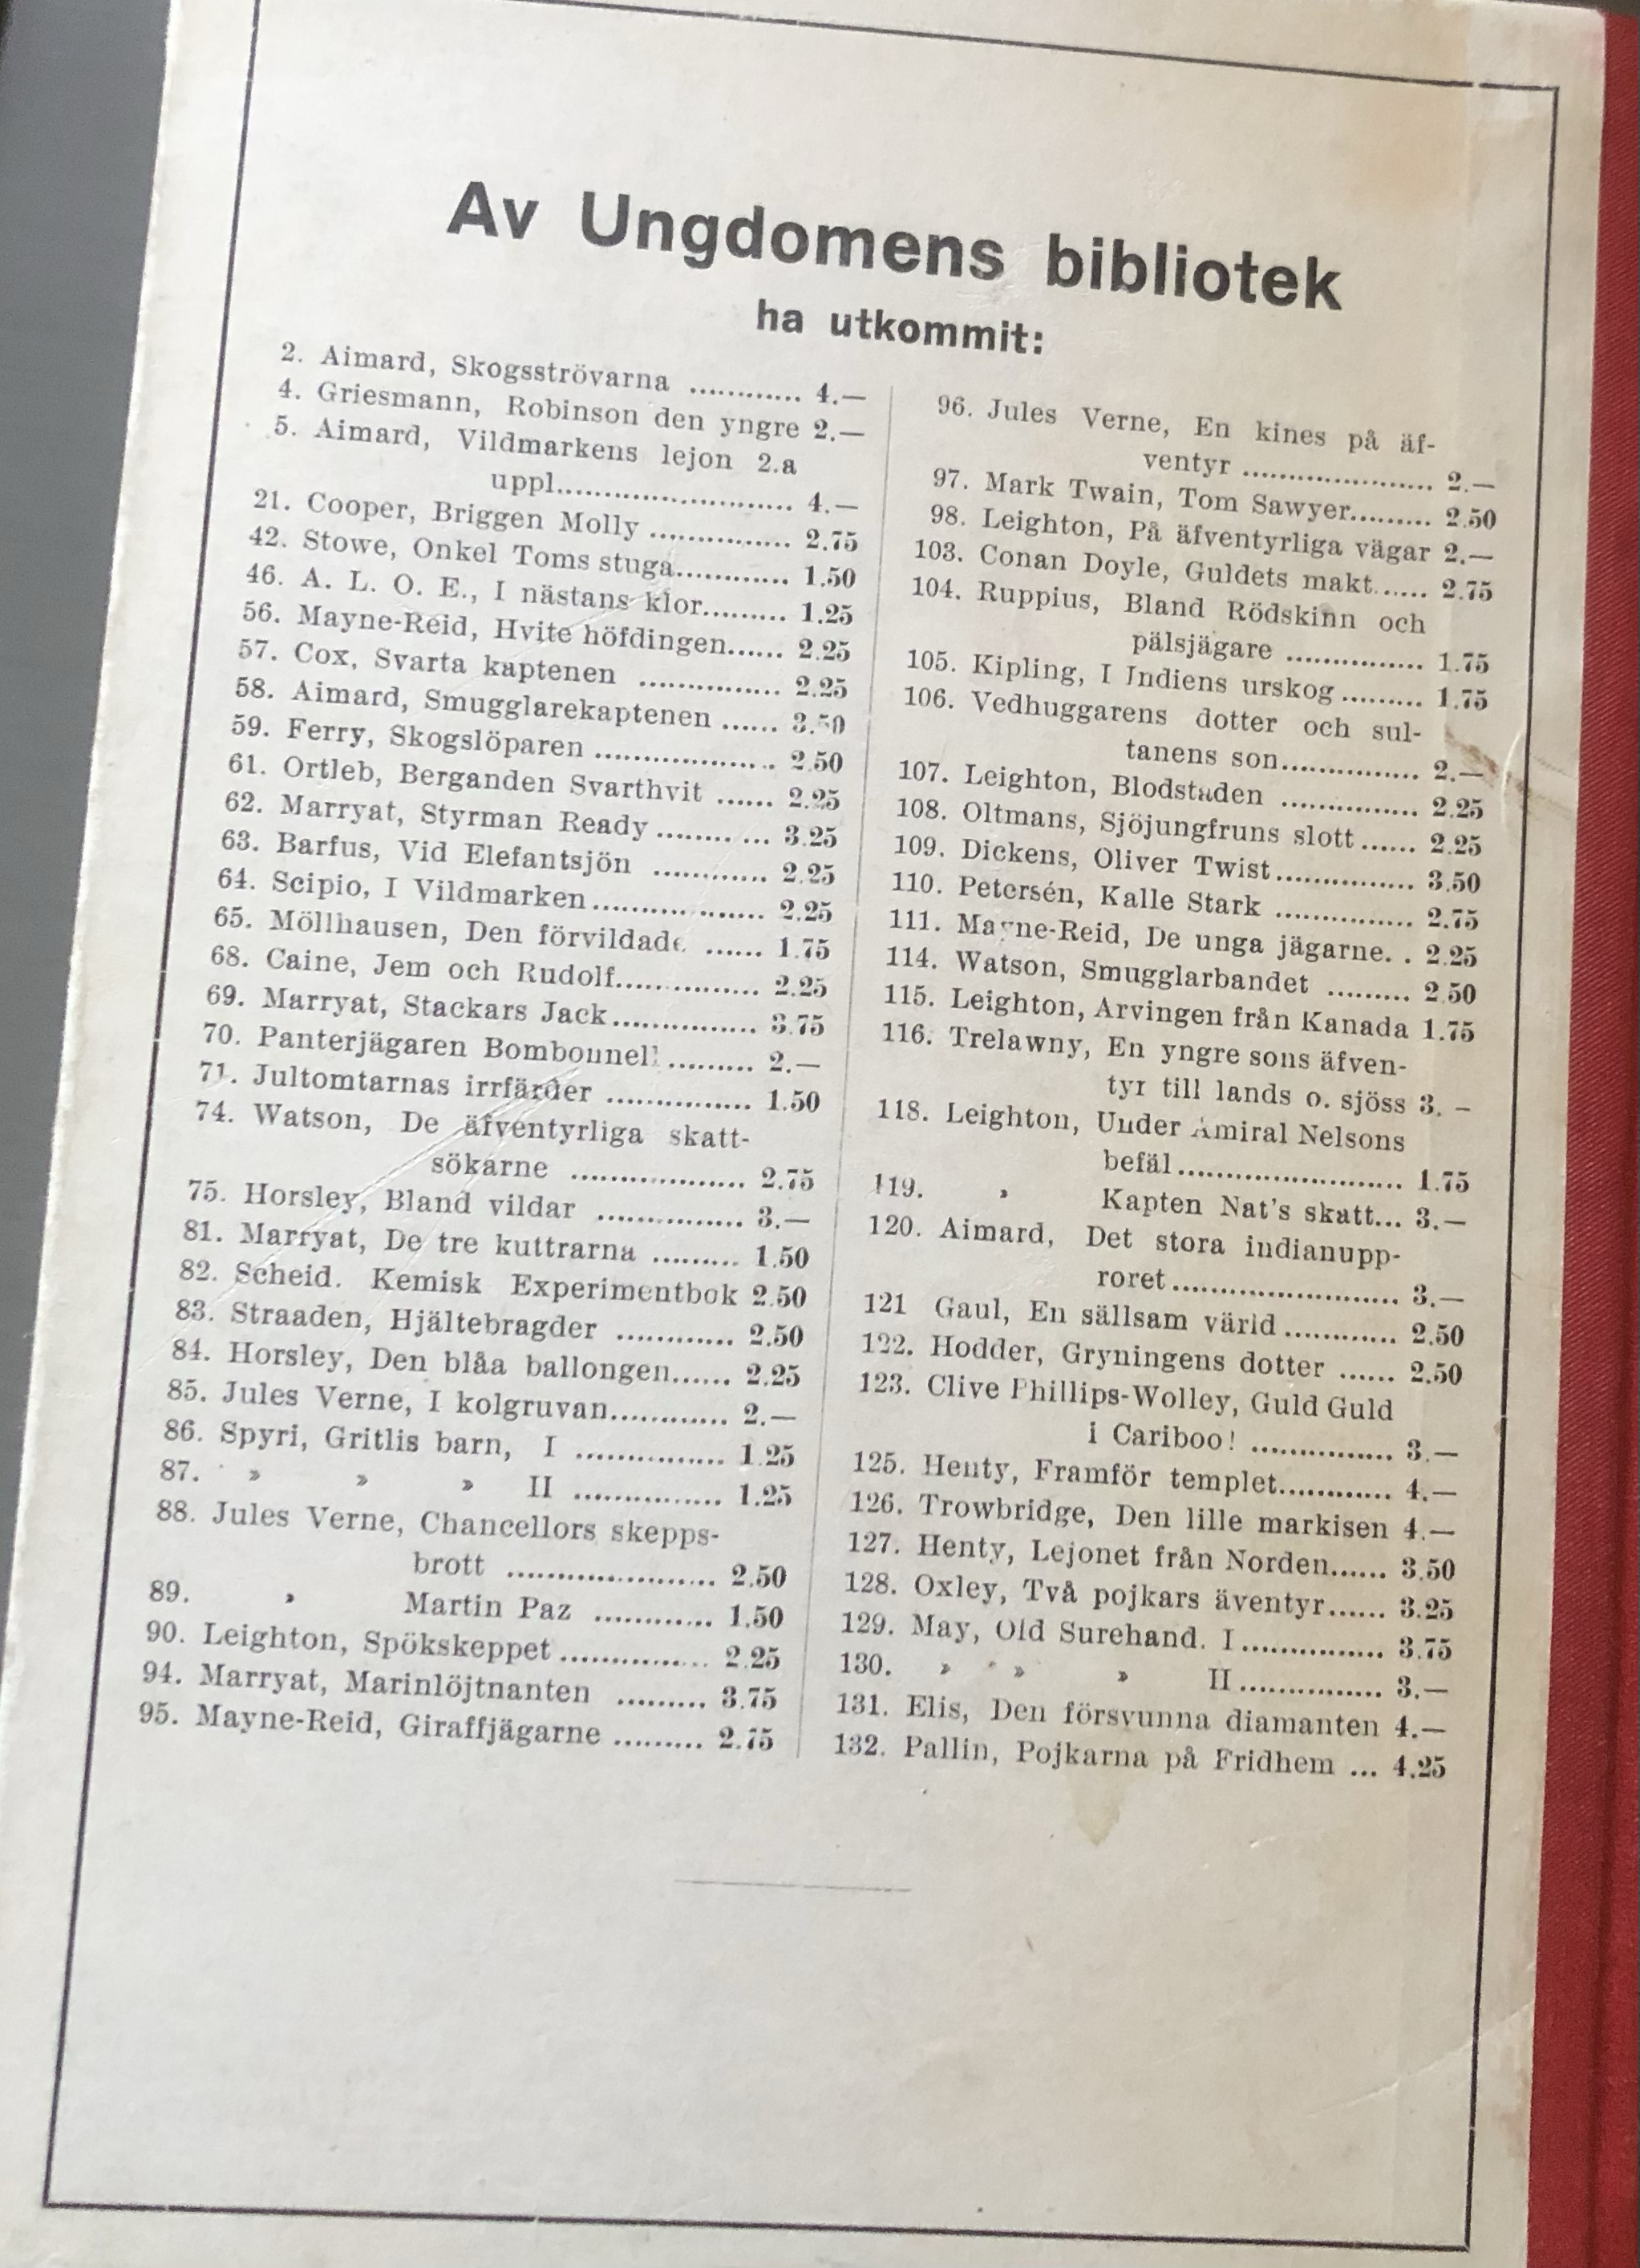 Av Ungdomens bibliotek
ha utkommit:
2. Aimard, Skogsströvarna ............ 4.—
4. Griesmann, Robinson den yngre 2.—
5. Aimard, Vildmarkens lejon 2.a
uppl.......................... 4.—
21. Cooper, Briggen Molly ............... 2.75
42. Stowe, Onkel Toms stuga............ 1.50
46. A. L. O. E., I nästans klor......... 1.25
56. Mayne-Reid, Hvite höfdingen...... 2.25
57. Cox, Svarta kaptenen ............... 2.25
58. Aimard, Smugglarekaptenen ...... 3.50
59. Ferry, Skogslöparen ................... 2.50
61. Ortleb, Berganden Svarthvit ...... 2.25
62. Marryat, Styrman Ready ........... 3.25
63. Barfus, Vid Elefantsjön ............ 2.25
64. Scipio, I Vildmarken .................. 2.25
65. Möllhausen, Den förvildade ...... 1.75
68. Caine, Jem och Rudolf............... 2.25
69. Marryat, Stackars Jack............... 3.75
70. Panterjägaren Bombonnell ......... 2.—
71. Jultomtarnas irrfärder ............... 1.50
74. Watson, De äfventyrliga skatt-
sökarne ................... 2.75
75. Horsley, Bland vildar ............... 3.—
81. Marryat, De tre kuttrarna ......... 1.50
82. Scheid. Kemisk Experimentbok 2.50
83. Straaden, Hjältebragder ............ 2.50
84. Horsley, Den blåa ballongen...... 2.25
85. Jules Verne, I kolgruvan............ 2.—
86. Spyri, Gritlis barn, I ............... 1.25
87. » » » II ............... 1.25
88. Jules Verne, Chancellors skepps-
brott ...................... 2.50
89. » Martin Paz ............ 1.50
90. Leighton, Spökskeppet ............... 2.25
94. Marryat, Marinlöjtnanten ......... 3.75
95. Mayne-Reid, Giraffjägarne ......... 2.75
96. Jules Verne, En kines på äf-
ventyr ..................... 2.—
97. Mark Twain, Tom Sawyer......... 2.50
98. Leighton, På äfventyrliga vägar 2.—
103. Conan Doyle, Guldets makt...... 2.75
104. Ruppius, Bland Rödskinn och
pälsjägare ............... 1.75
105. Kipling, I Indiens urskog ......... 1.75
106. Vedhuggarens dotter och sul-
tanens son............... 2.—
107. Leighton, Blodstaden ............... 2.25
108. Oltmans, Sjöjungfruns slott ...... 2.25
109. Dickens, Oliver Twist............... 3.50
110. Petersén, Kalle Stark ............... 2.75
111. Mayne-Reid, De unga jägarne. . 2.25
114. Watson, Smugglarbandet ......... 2.50
115. Leighton, Arvingen från Kanada 1.75
116. Trelawny, En yngre sons äfven-
tyr till lands o. sjöss 3. –
118. Leighton, Under Amiral Nelsons
befäl ......................... 1.75
119. » Kapten Nat's skatt... 3.—
120. Aimard, Det stora indianupp-
roret ......................... 3.—
121 Gaul, En sällsam värld ............ 2.50
122. Hodder, Gryningens dotter ...... 2.50
123. Clive Phillips-Wolley, Guld Guld
i Cariboo! ............... 3.—
125. Henty, Framför templet............ 4.—
126. Trowbridge, Den lille markisen 4.—
127. Henty, Lejonet från Norden...... 3.50
128. Oxley, Två pojkars äventyr...... 3.25
129. May, Old Surehand. I ............... 3.75
130. » » » II ............... 3.—
131. Elis, Den försvunna diamanten 4.—
132. Pallin, Pojkarna på Fridhem ... 4.25